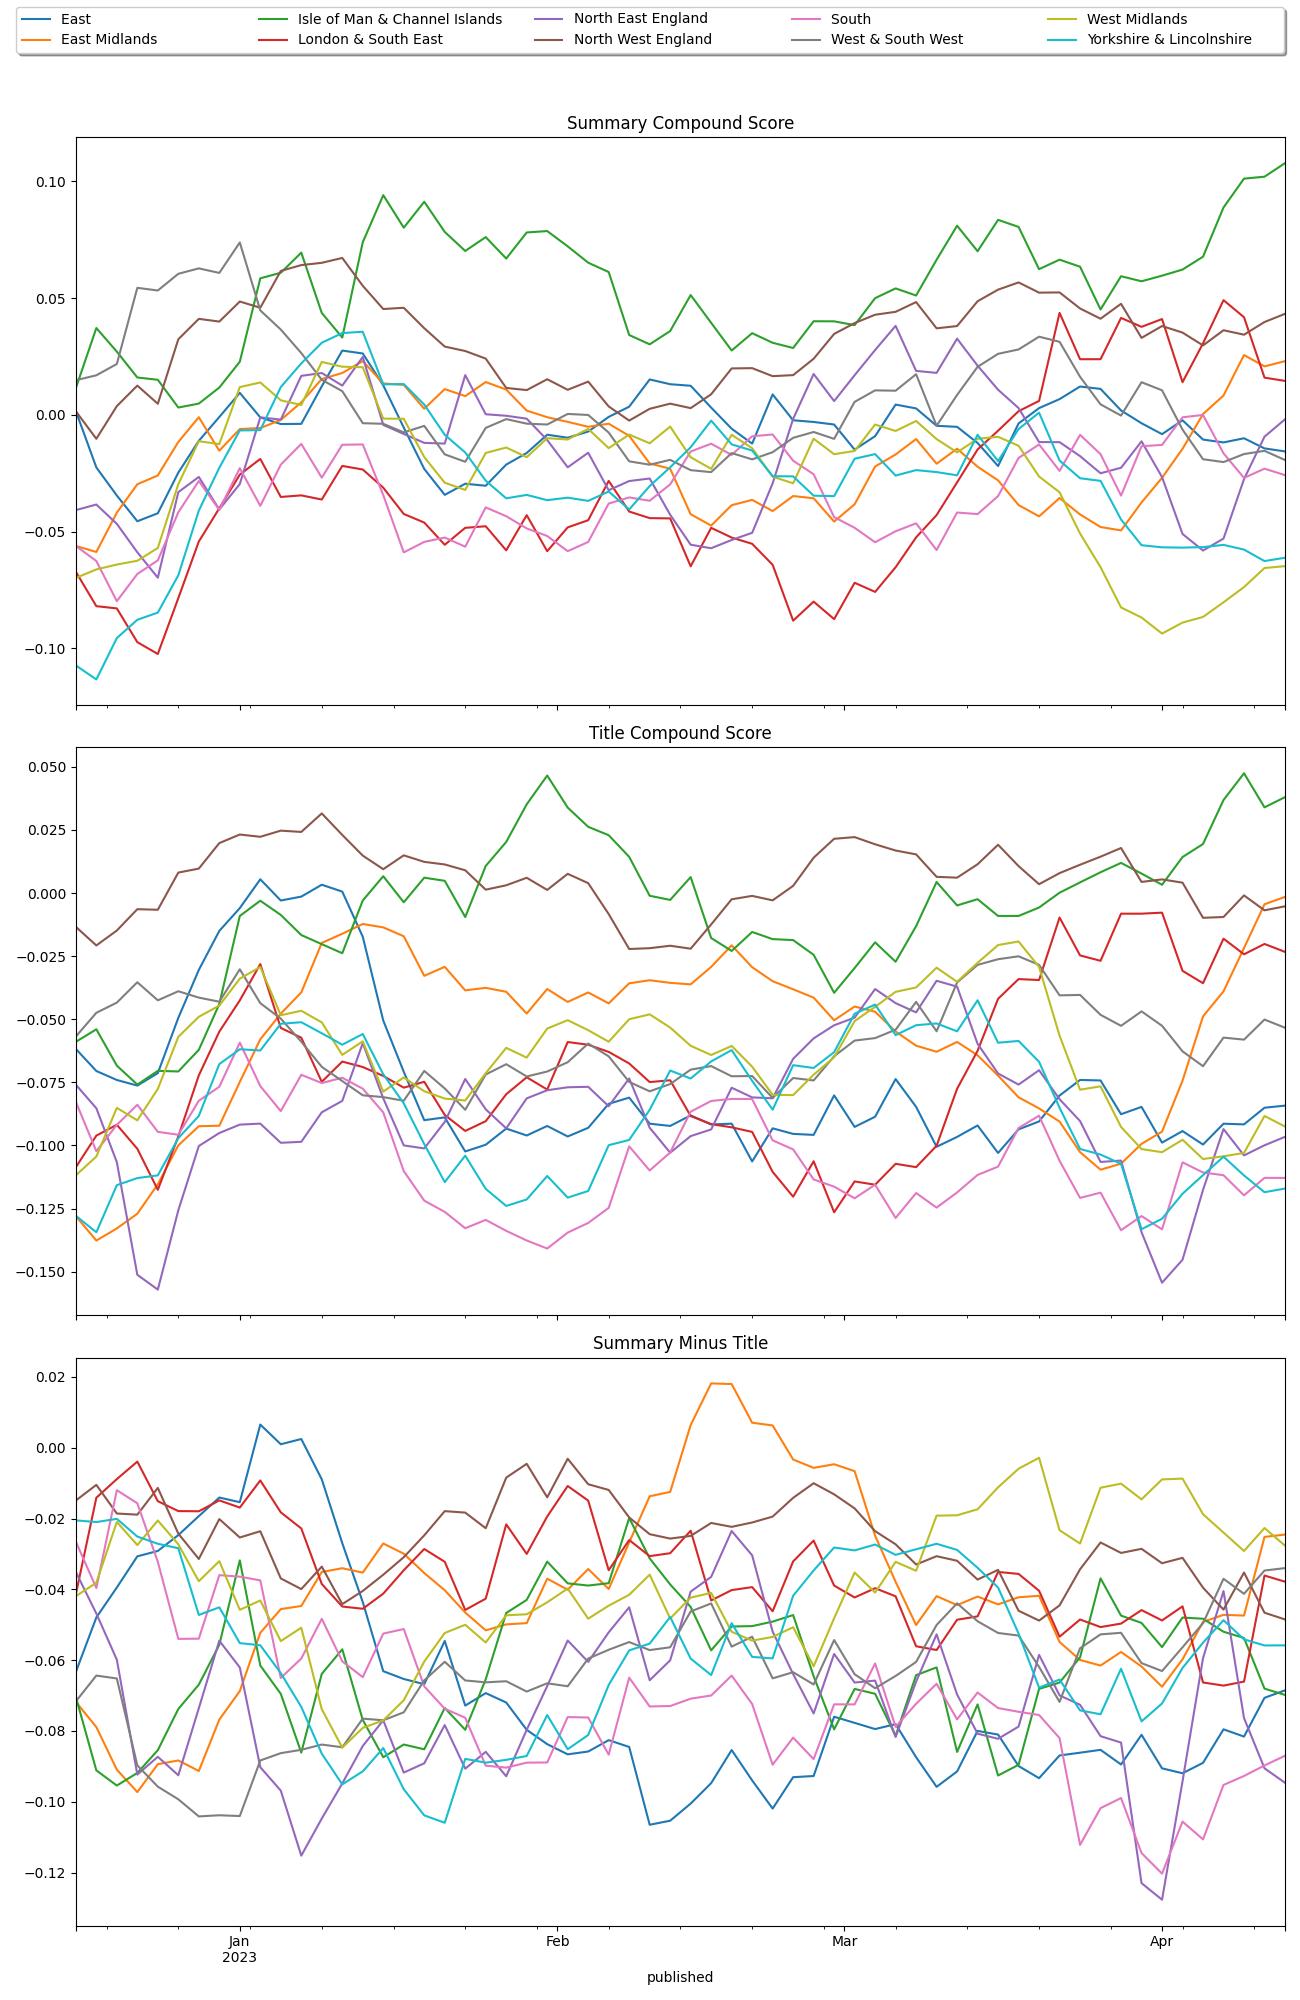 East
Isle of Man & Channel Islands
North East England
South
West Midlands
East Midlands
London & South East
North West England
West & South West
Yorkshire & Lincolnshire
Summary Compound Score
0.10
0.05
0.00
−0.05
−0.10
Title Compound Score
0.050
0.025
0.000
−0.025
−0.050
−0.075
−0.100
−0.125
−0.150
Summary Minus Title
0.02
0.00
−0.02
−0.04
−0.06
−0.08
−0.10
−0.12
Jan Feb Mar Apr
2023
published